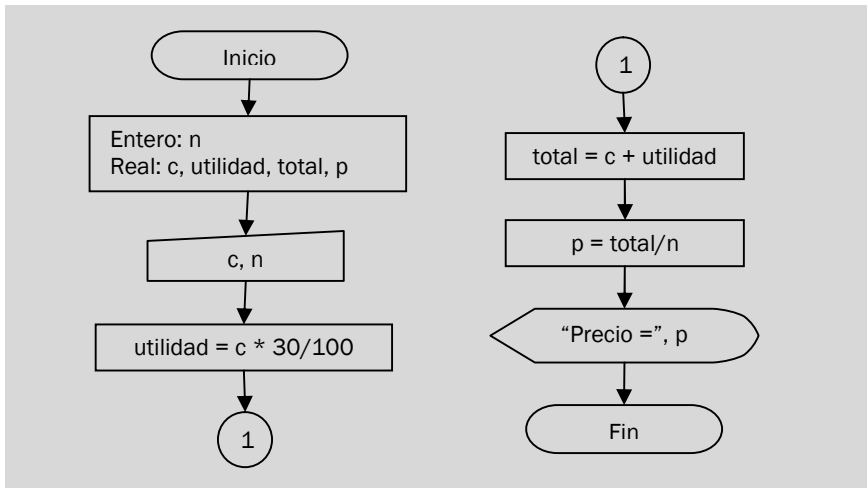 Inicio
Entero: n
Real: c, utilidad, total, p
c, n
utilidad = c * 30/100
1
1
total = c + utilidad
p = total/n
“Precio =”, p
Fin